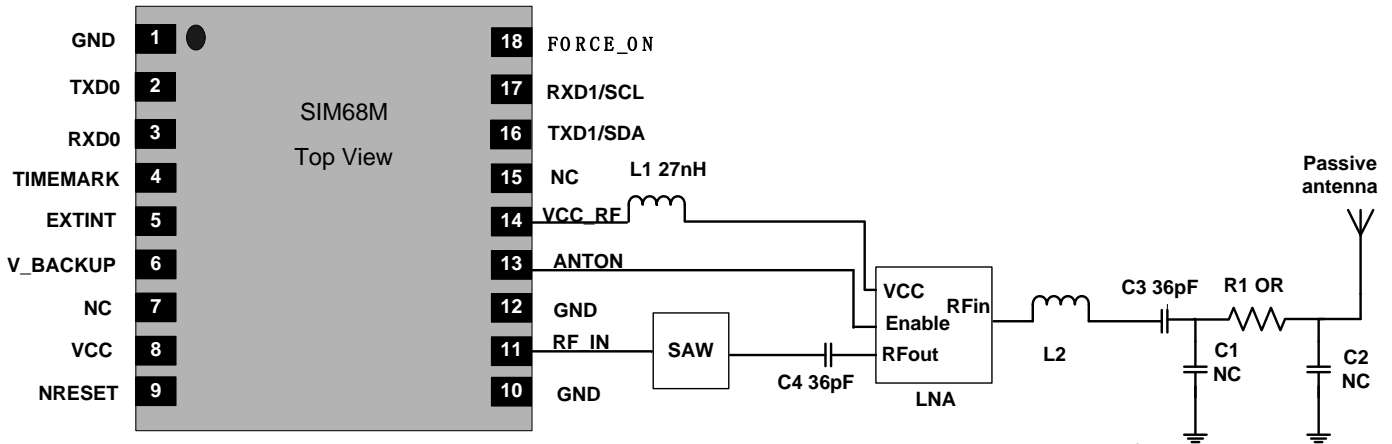 GND 1
TXD0 2
RXD0 3
TIMEMARK 4
EXTINT 5
V_BACKUP 6
NC 7
VCC 8
NRESET 9
SIM68M
Top View
18 FORCE_ON
17 RXD1/SCL
16 TXD1/SDA
15 NC
14 VCC_RF
13 ANTON
12 GND
11 RF_IN
10 GND
L1 27nH
SAW
C4 36pF
VCC
RFin
Enable
RFout
LNA
L2
C3 36pF
R1 OR
C1
NC
C2
NC
Passive
antenna